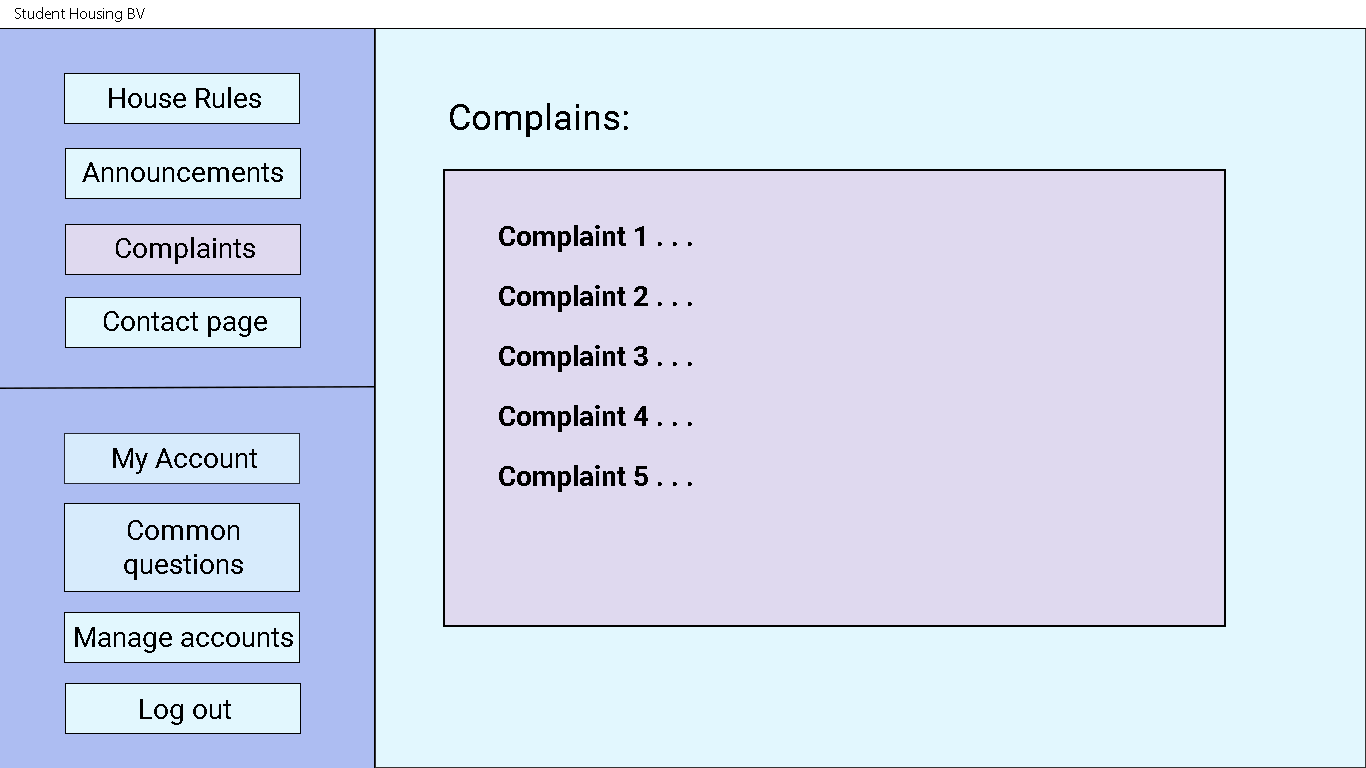 Student Housing BV
House Rules
Announcements
Complaints
Contact page
My Account
Common
questions
Manage accounts
Log out
Complains:
Complaint 1 . . .
Complaint 2 . . .
Complaint 3 . . .
Complaint 4 . . .
Complaint 5 . . .